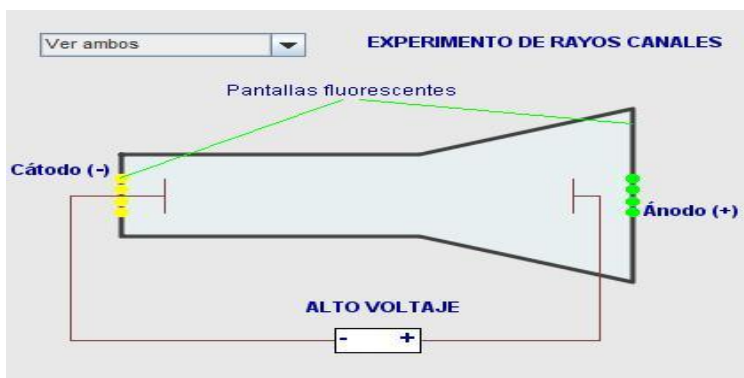 Ver ambos
EXPERIMENTO DE RAYOS CANALES
Pantallas fluorescentes
Cátodo (-)
Ánodo (+)
ALTO VOLTAJE
- +